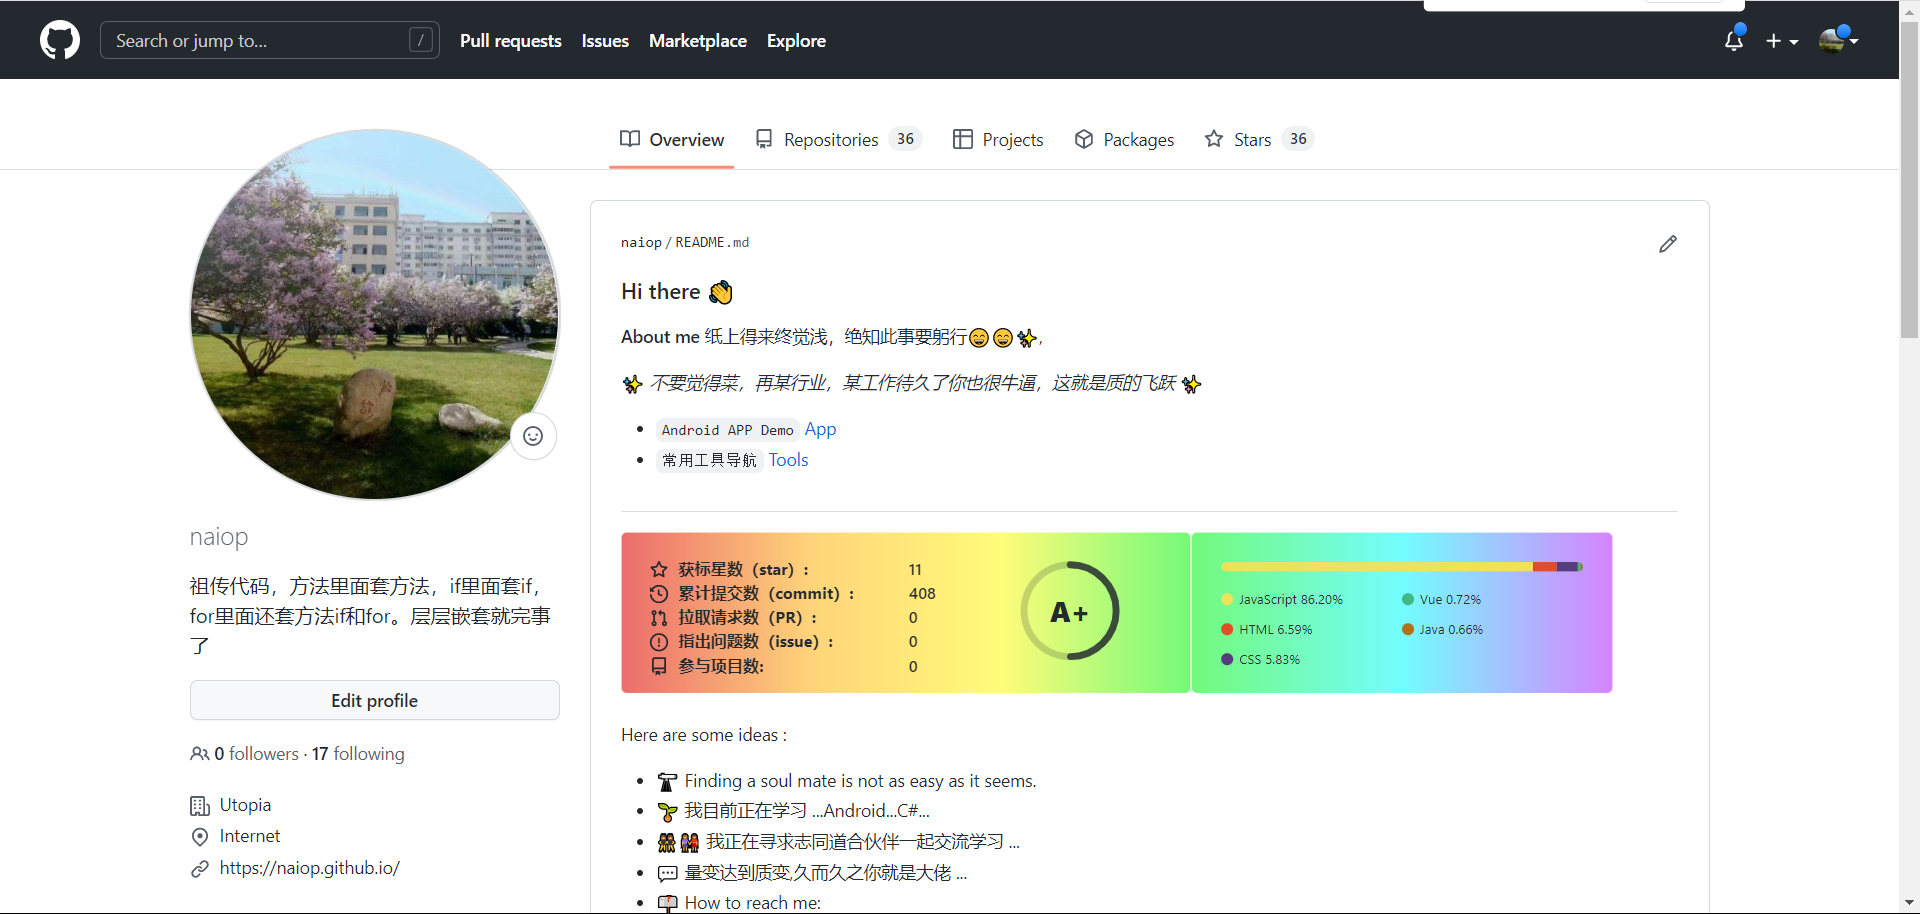 Search or jump to... /
Pull requests Issues Marketplace Explore
Overview Repositories 36 Projects Packages Stars 36
naiop / README.md
Hi there 👋
About me 纸上得来终觉浅，绝知此事要躬行😄😄✨,
✨ 不要觉得菜，再某行业，某工作待久了你也很牛逼，这就是质的飞跃 ✨
Android APP Demo App
常用工具导航 Tools
naiop
祖传代码，方法里面套方法，if里面套if，
for里面还套方法if和for。层层嵌套就完事
了
Edit profile
0 followers · 17 following
Utopia
Internet
https://naiop.github.io/
获标星数（star）: 11
累计提交数（commit）: 408
拉取请求数（PR）: 0
指出问题数（issue）: 0
参与项目数: 0
A+
JavaScript 86.20%
Vue 0.72%
HTML 6.59%
Java 0.66%
CSS 5.83%
Here are some ideas :
Finding a soul mate is not as easy as it seems.
我目前正在学习 ...Android...C#...
我正在寻求志同道合伙伴一起交流学习 ...
量变达到质变,久而久之你就是大佬 ...
How to reach me: